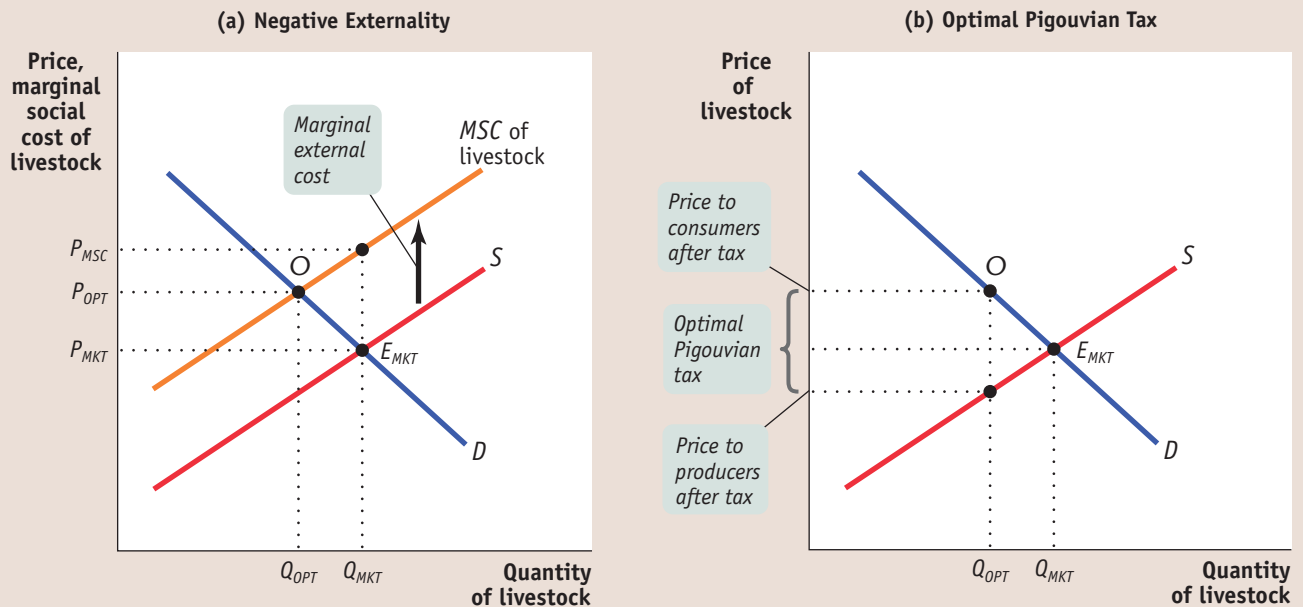 (a) Negative Externality
Price,
marginal
social
cost of
livestock
Marginal
external
cost
MSC of
livestock
P_MSC
O
S
P_OPT
P_MKT
E_MKT
D
Q_OPT Q_MKT
Quantity
of livestock
(b) Optimal Pigouvian Tax
Price
of
livestock
Price to
consumers
after tax
O
S
Optimal
Pigouvian
tax
E_MKT
Price to
producers
after tax
D
Q_OPT Q_MKT
Quantity
of livestock